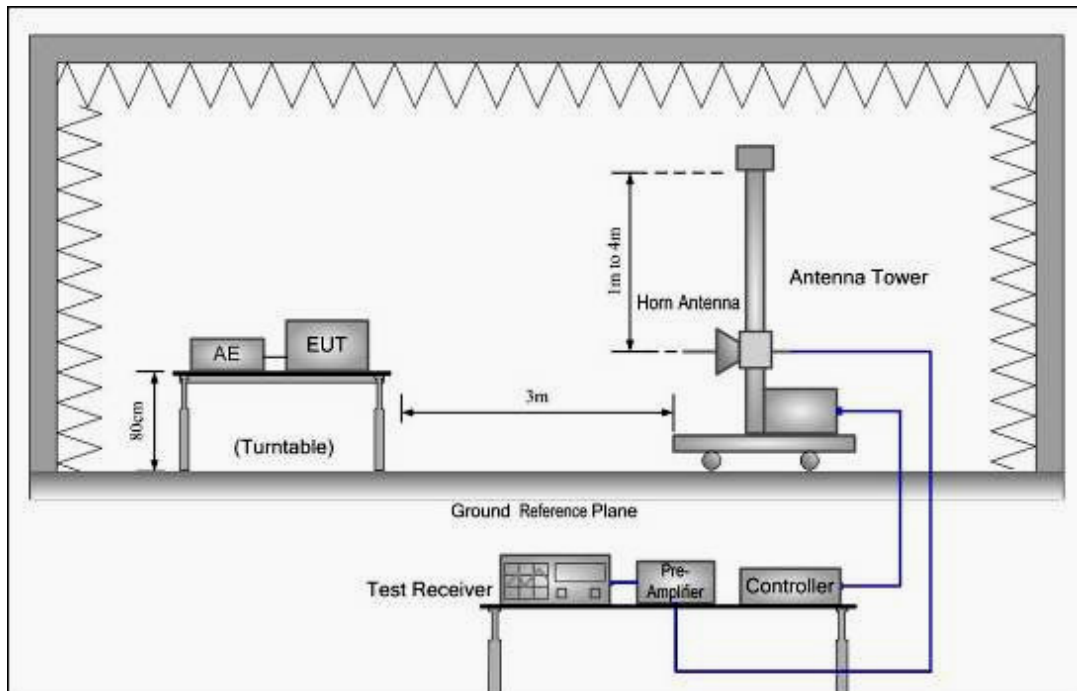 1m to 4m
Horn Antenna
Antenna Tower
AE
EUT
80cm
3m
(Turntable)
Ground Reference Plane
Test Receiver
Pre-
Amplifier
Controller